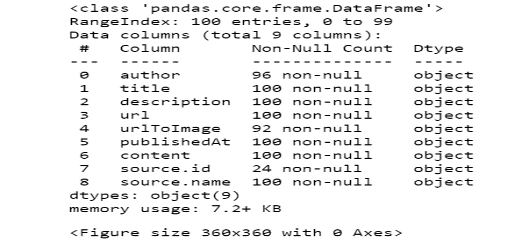 <class 'pandas.core.frame.DataFrame'>
RangeIndex: 100 entries, 0 to 99
Data columns (total 9 columns):
 #   Column       Non-Null Count  Dtype
---  ------       --------------  -----
 0   author       96 non-null     object
 1   title        100 non-null    object
 2   description  100 non-null    object
 3   url          100 non-null    object
 4   urlToImage   92 non-null     object
 5   publishedAt  100 non-null    object
 6   content      100 non-null    object
 7   source.id    24 non-null     object
 8   source.name  100 non-null    object
dtypes: object(9)
memory usage: 7.2+ KB
<Figure size 360x360 with 0 Axes>